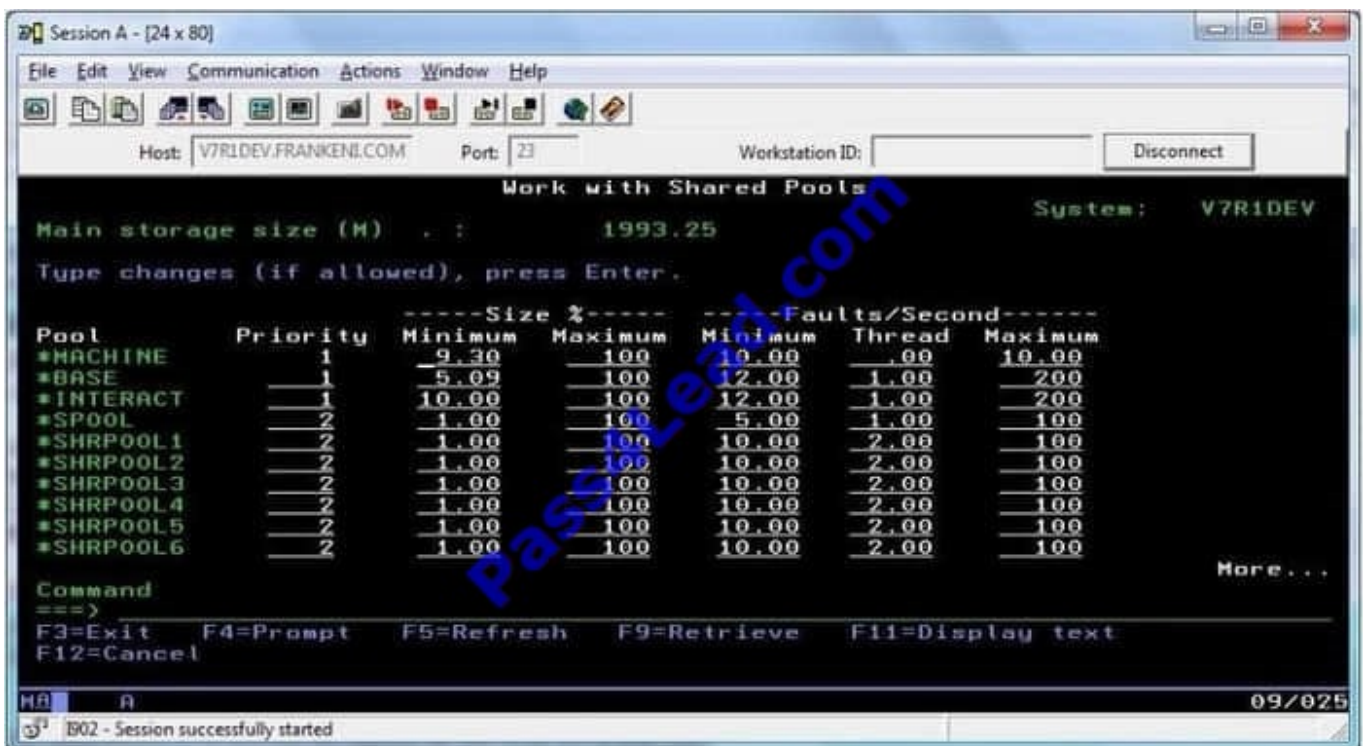 Session A - [24 x 80]
File Edit View Communication Actions Window Help
Host: V7R1DEV.FRANKENI.COM Port: 23 Workstation ID: Disconnect
Work with Shared Pools
System: V7R1DEV
Main storage size (M) . : 1993.25
Type changes (if allowed), press Enter.
-----Size %----- -----Faults/Second------
Pool Priority Minimum Maximum Minimum Thread Maximum
*MACHINE 1 9.30 100 10.00 .00 10.00
*BASE 1 5.09 100 12.00 1.00 200
*INTERACT 1 10.00 100 12.00 1.00 200
*SPOOL 2 1.00 100 5.00 1.00 100
*SHRPOOL1 2 1.00 100 10.00 2.00 100
*SHRPOOL2 2 1.00 100 10.00 2.00 100
*SHRPOOL3 2 1.00 100 10.00 2.00 100
*SHRPOOL4 2 1.00 100 10.00 2.00 100
*SHRPOOL5 2 1.00 100 10.00 2.00 100
*SHRPOOL6 2 1.00 100 10.00 2.00 100
More...
Command
===>
F3=Exit F4=Prompt F5=Refresh F9=Retrieve F11=Display text
F12=Cancel
MA A 09/025
I902 - Session successfully started
Pass4Lead.com